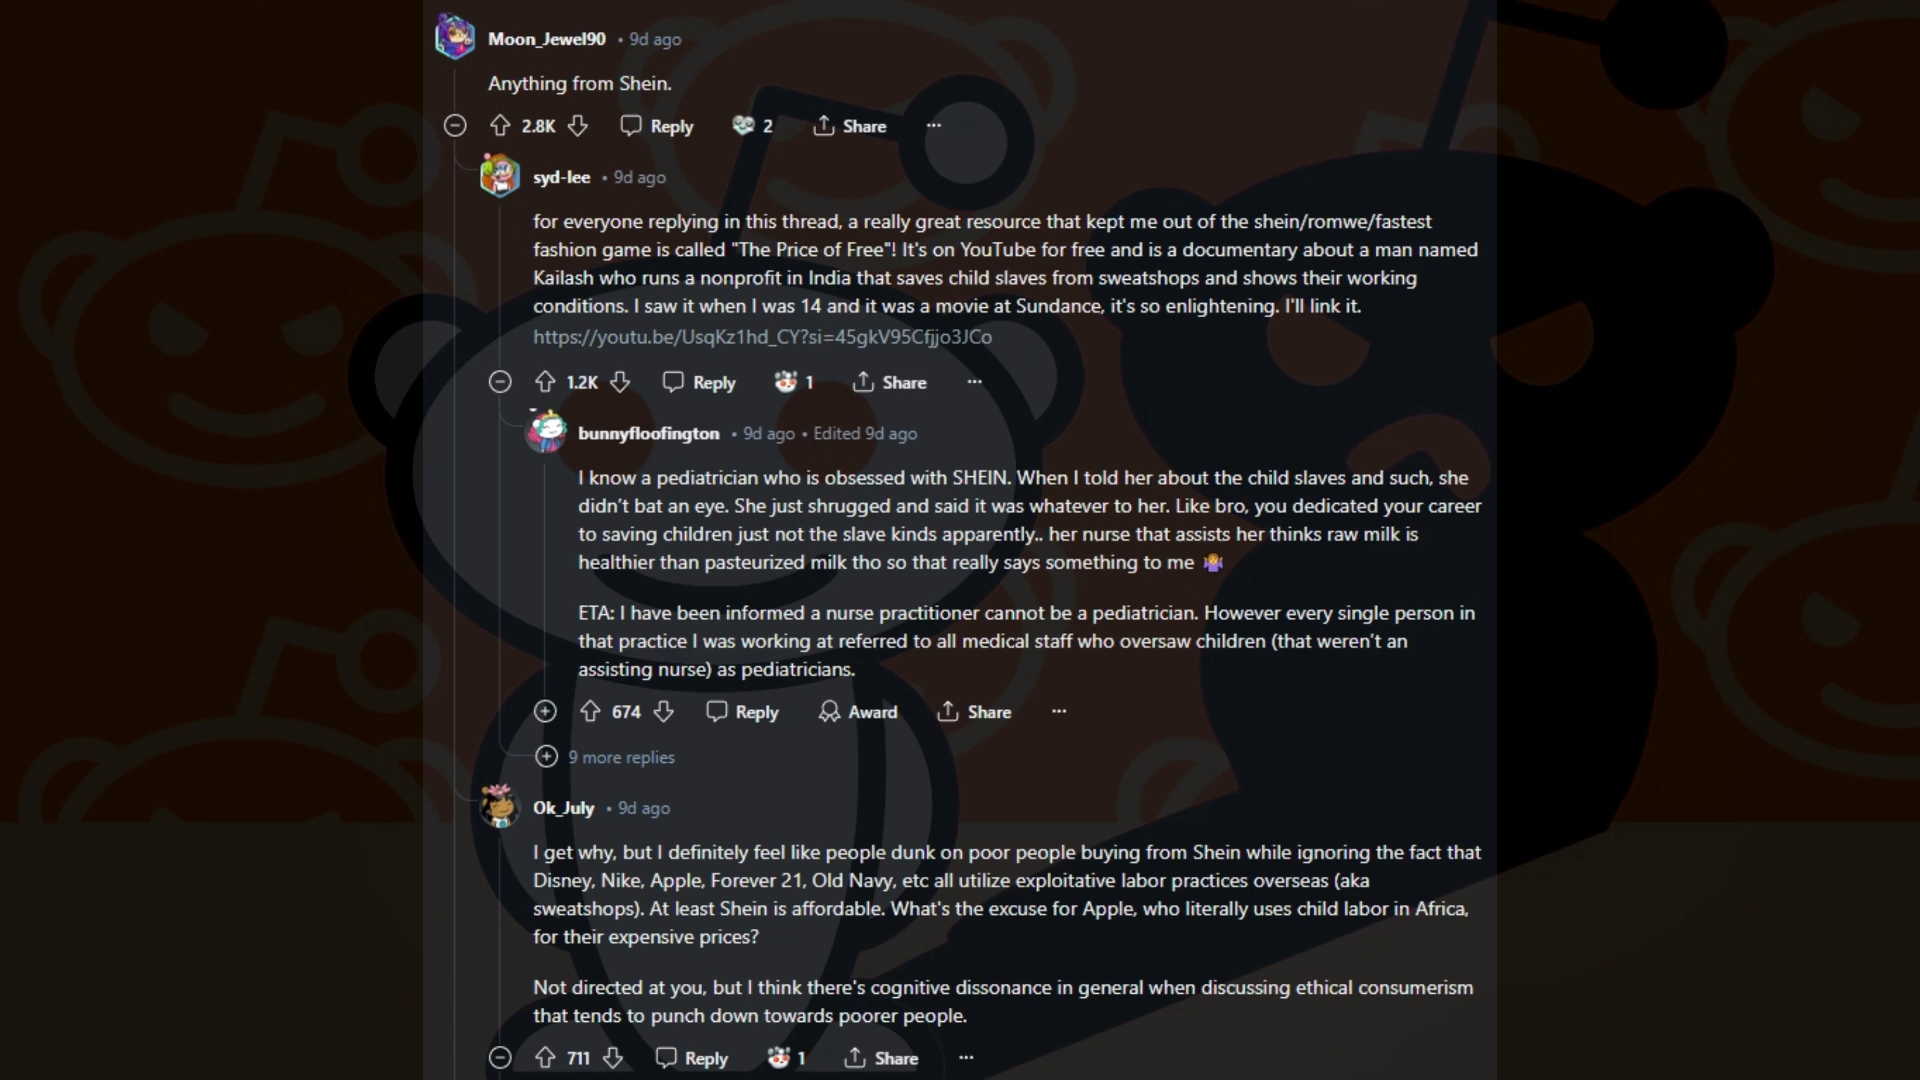 Moon_Jewel90 • 9d ago
Anything from Shein.
2.8K Reply 2 Share ...
syd-lee • 9d ago
for everyone replying in this thread, a really great resource that kept me out of the shein/romwe/fastest
fashion game is called "The Price of Free"! It's on YouTube for free and is a documentary about a man named
Kailash who runs a nonprofit in India that saves child slaves from sweatshops and shows their working
conditions. I saw it when I was 14 and it was a movie at Sundance, it's so enlightening. I'll link it.
https://youtu.be/UsqKz1hd_CY?si=45gkV95Cfjjo3JCo
1.2K Reply 1 Share ...
bunnyfloofington • 9d ago • Edited 9d ago
I know a pediatrician who is obsessed with SHEIN. When I told her about the child slaves and such, she
didn’t bat an eye. She just shrugged and said it was whatever to her. Like bro, you dedicated your career
to saving children just not the slave kinds apparently.. her nurse that assists her thinks raw milk is
healthier than pasteurized milk tho so that really says something to me 🤷🏽‍♀️
ETA: I have been informed a nurse practitioner cannot be a pediatrician. However every single person in
that practice I was working at referred to all medical staff who oversaw children (that weren’t an
assisting nurse) as pediatricians.
674 Reply Award Share ...
9 more replies
Ok_July • 9d ago
I get why, but I definitely feel like people dunk on poor people buying from Shein while ignoring the fact that
Disney, Nike, Apple, Forever 21, Old Navy, etc all utilize exploitative labor practices overseas (aka
sweatshops). At least Shein is affordable. What's the excuse for Apple, who literally uses child labor in Africa,
for their expensive prices?
Not directed at you, but I think there's cognitive dissonance in general when discussing ethical consumerism
that tends to punch down towards poorer people.
711 Reply 1 Share ...